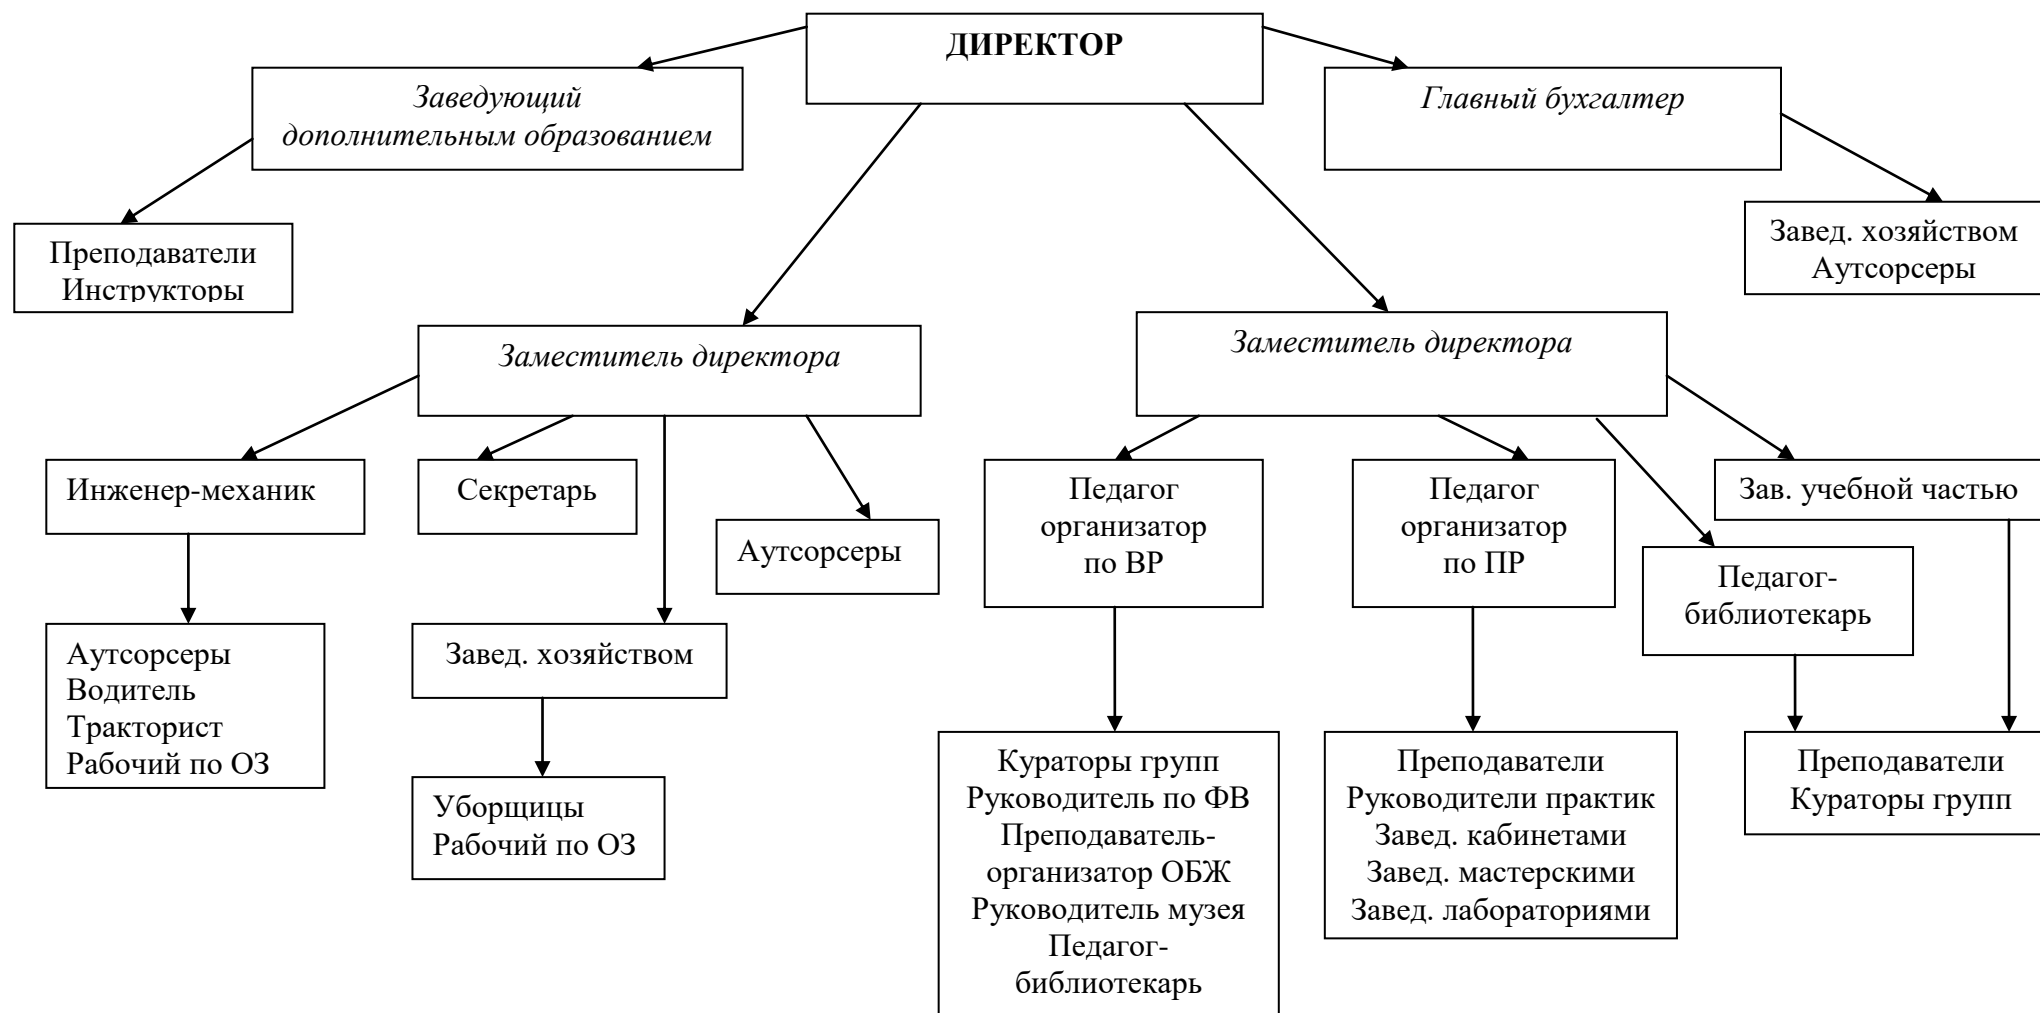 ДИРЕКТОР
Заведующий
дополнительным образованием
Главный бухгалтер
Преподаватели
Инструкторы
Завед. хозяйством
Аутсорсеры
Заместитель директора
Заместитель директора
Инженер-механик
Секретарь
Аутсорсеры
Педагог
организатор
по ВР
Педагог
организатор
по ПР
Зав. учебной частью
Педагог-
библиотекарь
Аутсорсеры
Водитель
Тракторист
Рабочий по ОЗ
Завед. хозяйством
Уборщицы
Рабочий по ОЗ
Кураторы групп
Руководитель по ФВ
Преподаватель-
организатор ОБЖ
Руководитель музея
Педагог-
библиотекарь
Преподаватели
Руководители практик
Завед. кабинетами
Завед. мастерскими
Завед. лабораториями
Преподаватели
Кураторы групп